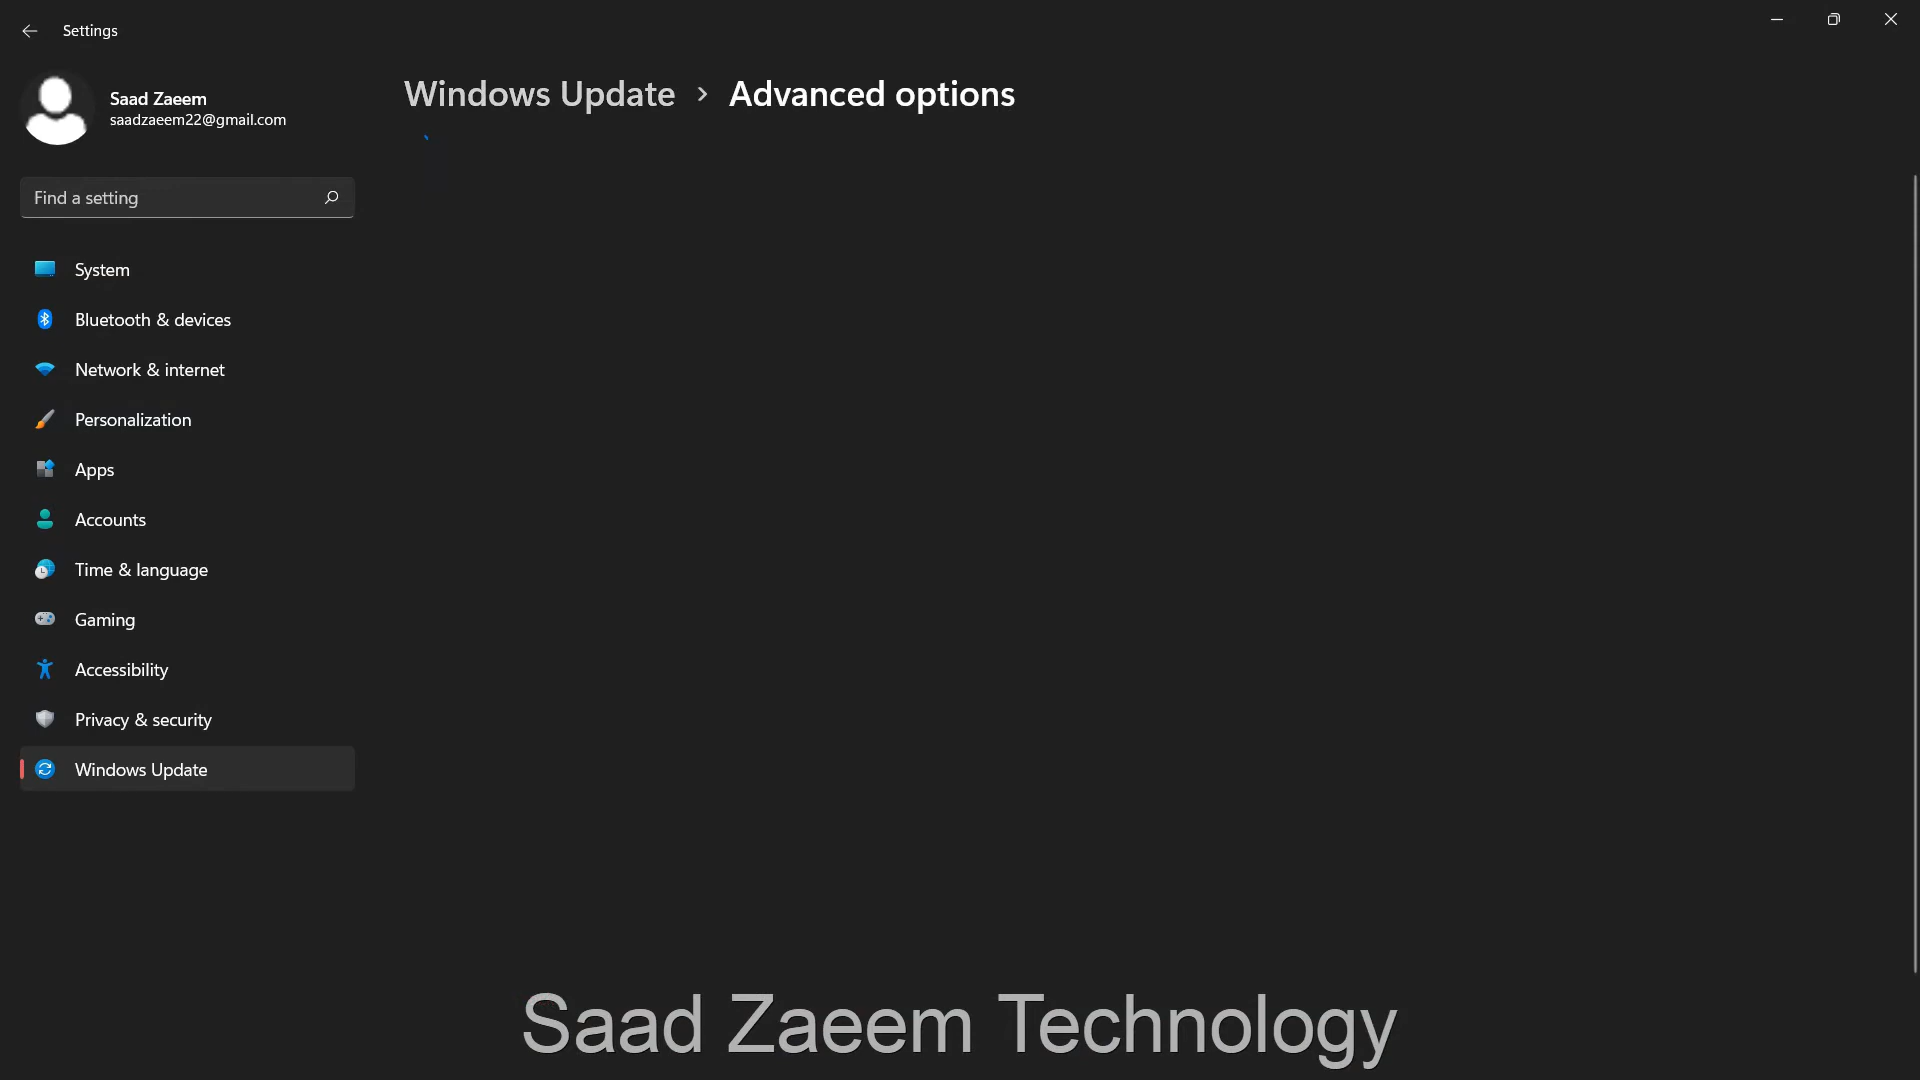 Settings
Saad Zaeem
saadzaeem22@gmail.com
Find a setting
System
Bluetooth & devices
Network & internet
Personalization
Apps
Accounts
Time & language
Gaming
Accessibility
Privacy & security
Windows Update
Windows Update > Advanced options
Saad Zaeem Technology